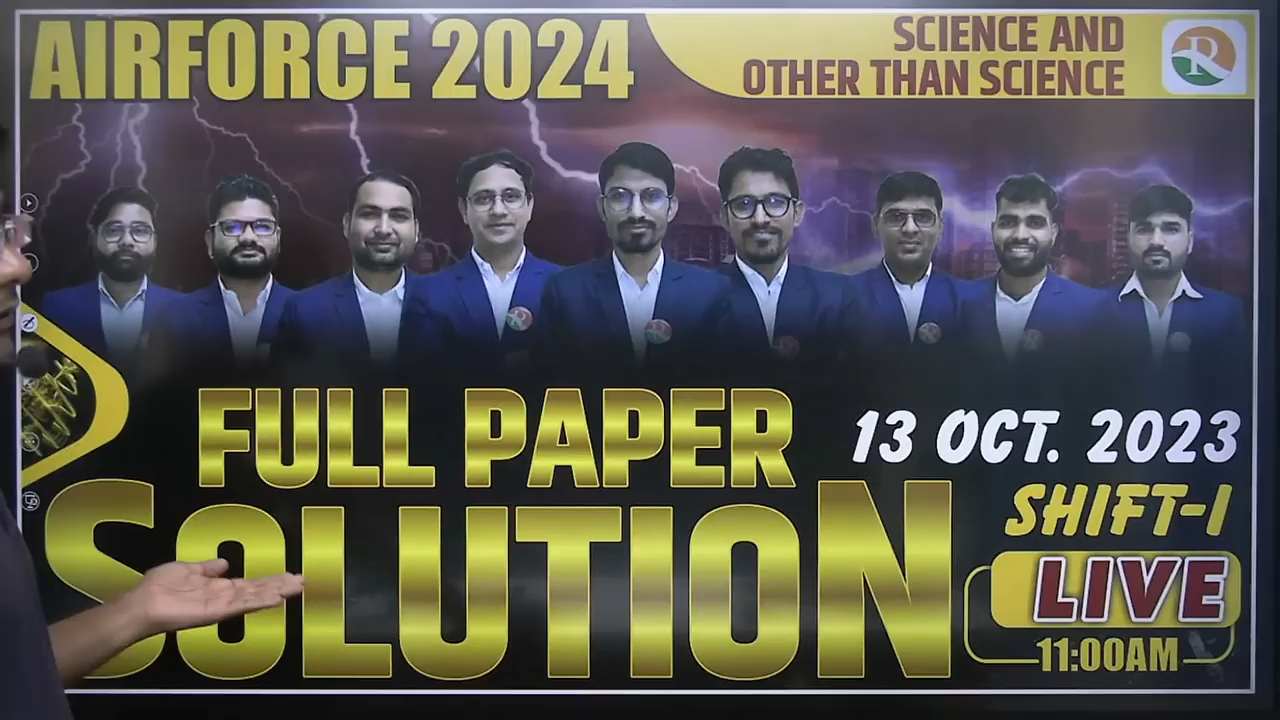 AIRFORCE 2024
SCIENCE AND
OTHER THAN SCIENCE
R
FULL PAPER
SOLUTION
13 OCT. 2023
SHIFT-I
LIVE
11:00AM